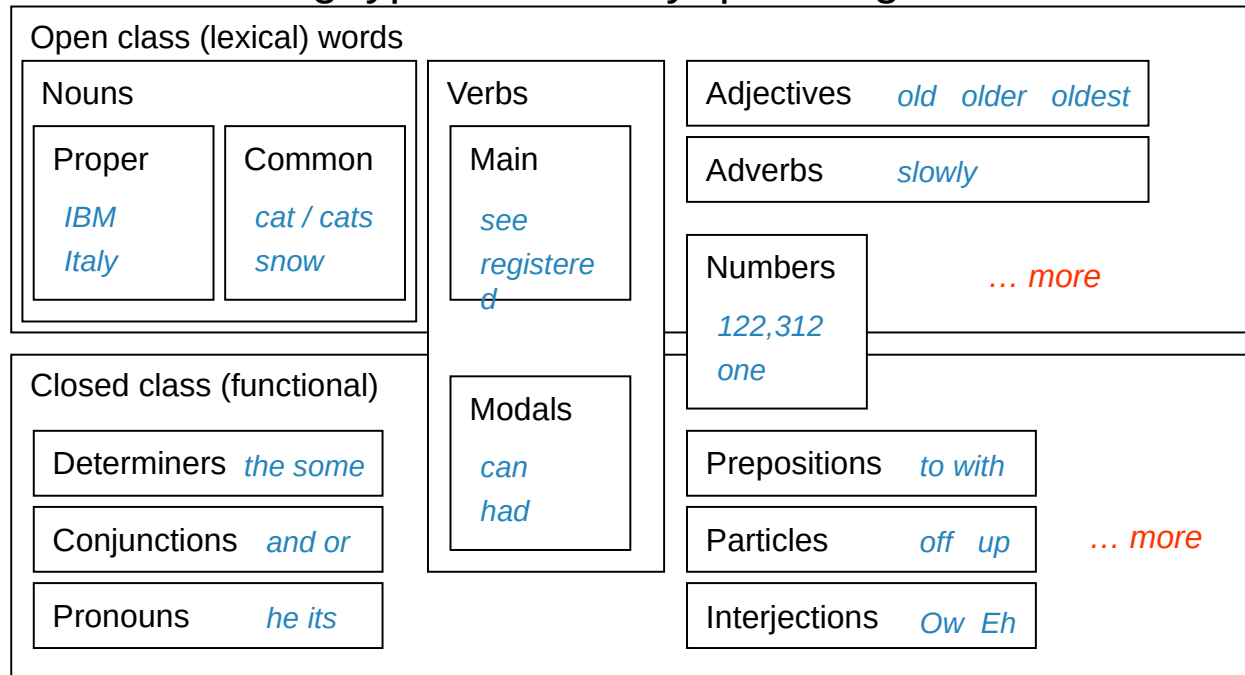 Open class (lexical) words
Nouns
Proper
IBM
Italy
Common
cat / cats
snow
Verbs
Main
see
registere
d
Adjectives old older oldest
Adverbs slowly
Numbers
122,312
one
… more
Closed class (functional)
Determiners the some
Conjunctions and or
Pronouns he its
Modals
can
had
Prepositions to with
Particles off up
Interjections Ow Eh
… more